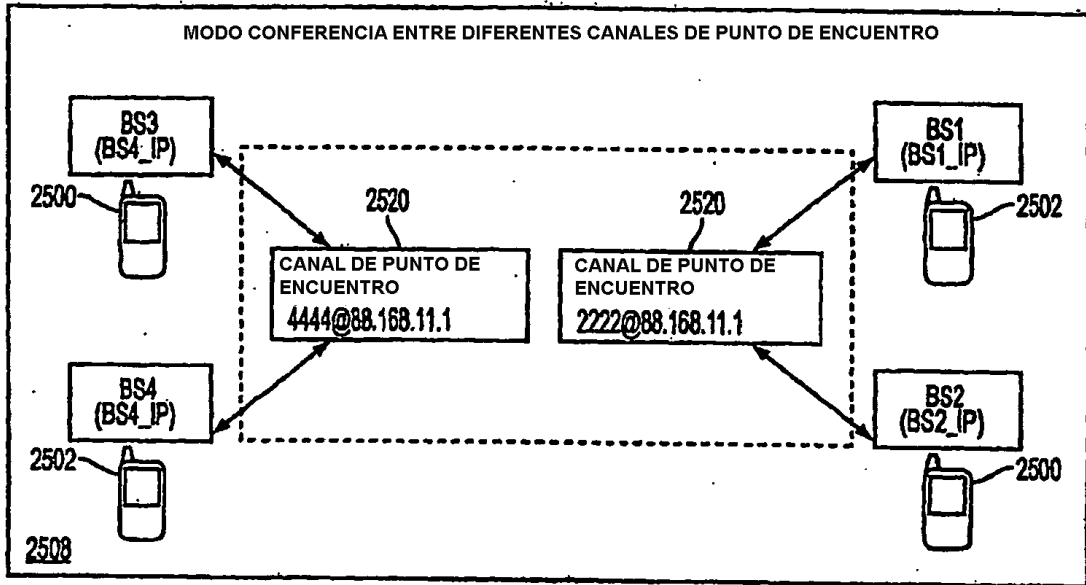 MODO CONFERENCIA ENTRE DIFERENTES CANALES DE PUNTO DE ENCUENTRO
BS3
(BS4_IP)
BS1
(BS1_IP)
2500
2520
2520
2502
CANAL DE PUNTO DE
ENCUENTRO
4444@88.168.11.1
CANAL DE PUNTO DE
ENCUENTRO
2222@88.168.11.1
BS4
(BS4_IP)
BS2
(BS2_IP)
2502
2500
2508